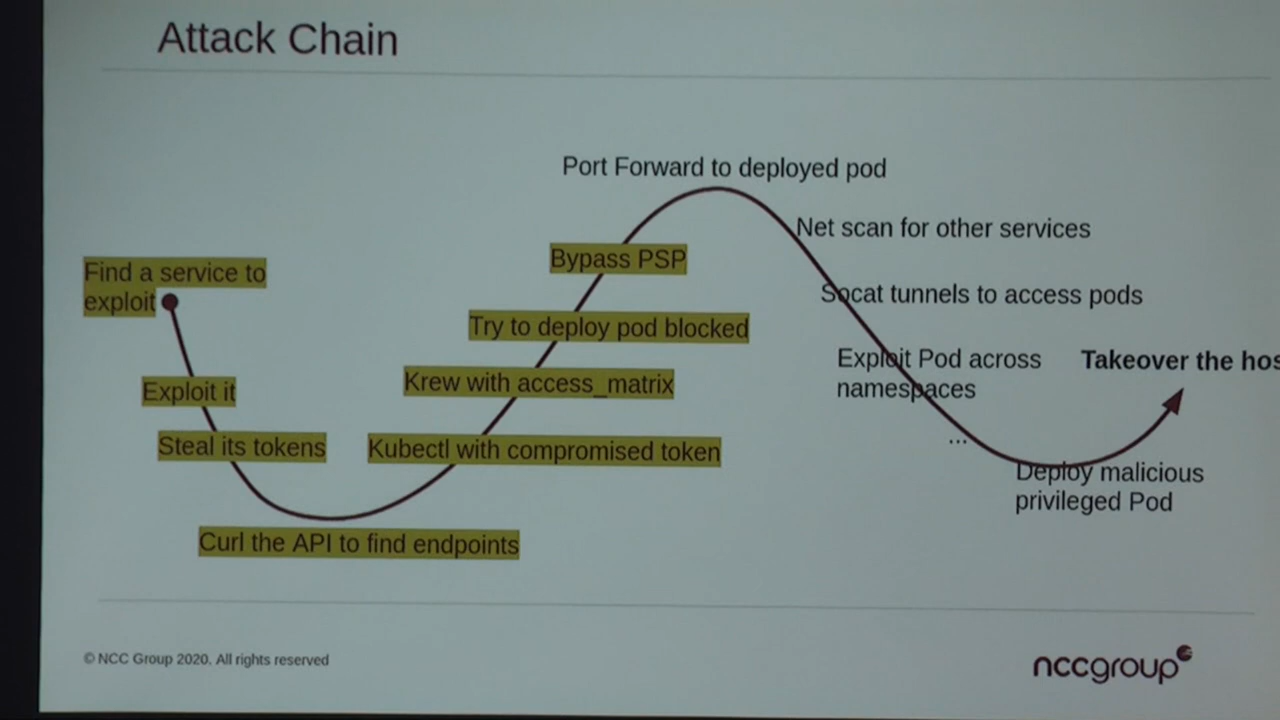 Attack Chain
Port Forward to deployed pod
Net scan for other services
Bypass PSP
Find a service to
exploit
Socat tunnels to access pods
Try to deploy pod blocked
Exploit Pod across
namespaces
Takeover the hos
Krew with access_matrix
Exploit it
Steal its tokens
Kubectl with compromised token
...
Deploy malicious
privileged Pod
Curl the API to find endpoints
© NCC Group 2020. All rights reserved
nccgroup